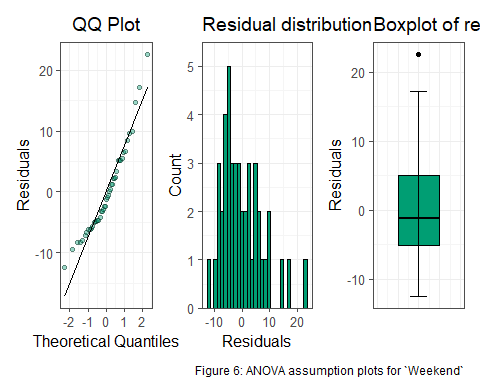 QQ Plot
Residual distribution
Boxplot of re
Residuals
20
10
0
-10
-2 -1 0 1 2
Theoretical Quantiles
Count
5
4
3
2
1
0
-10 0 10 20
Residuals
Residuals
20
10
0
-10
Figure 6: ANOVA assumption plots for `Weekend`